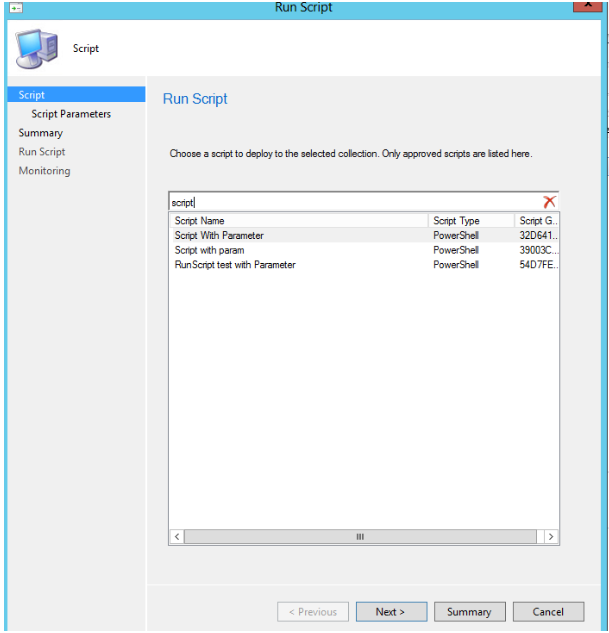 Run Script
Script
Script
Script Parameters
Summary
Run Script
Monitoring
Run Script
Choose a script to deploy to the selected collection. Only approved scripts are listed here.
script
Script Name Script Type Script G..
Script With Parameter PowerShell 32D641..
Script with param PowerShell 39003C...
RunScript test with Parameter PowerShell 54D7FE..
< Previous Next > Summary Cancel